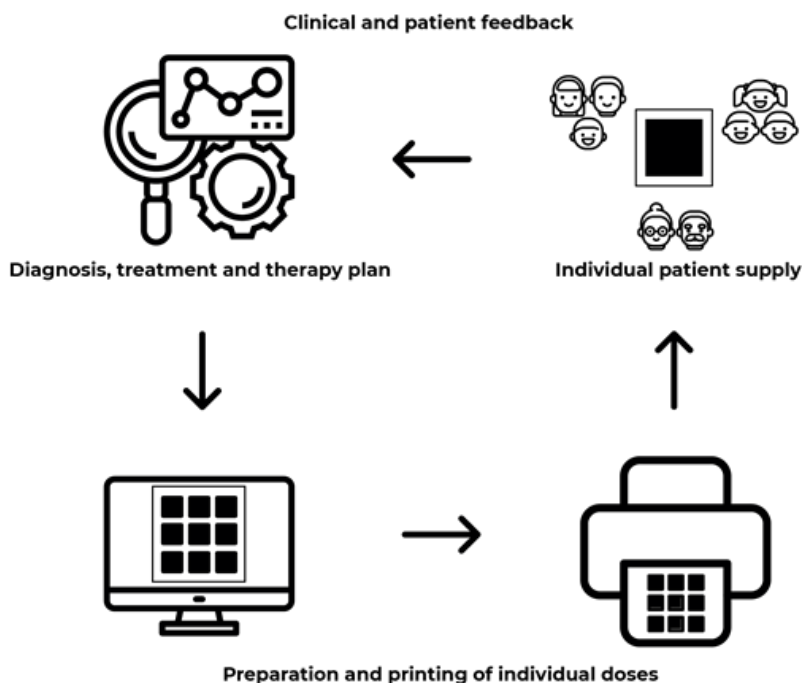 Clinical and patient feedback
Diagnosis, treatment and therapy plan
Individual patient supply
Preparation and printing of individual doses